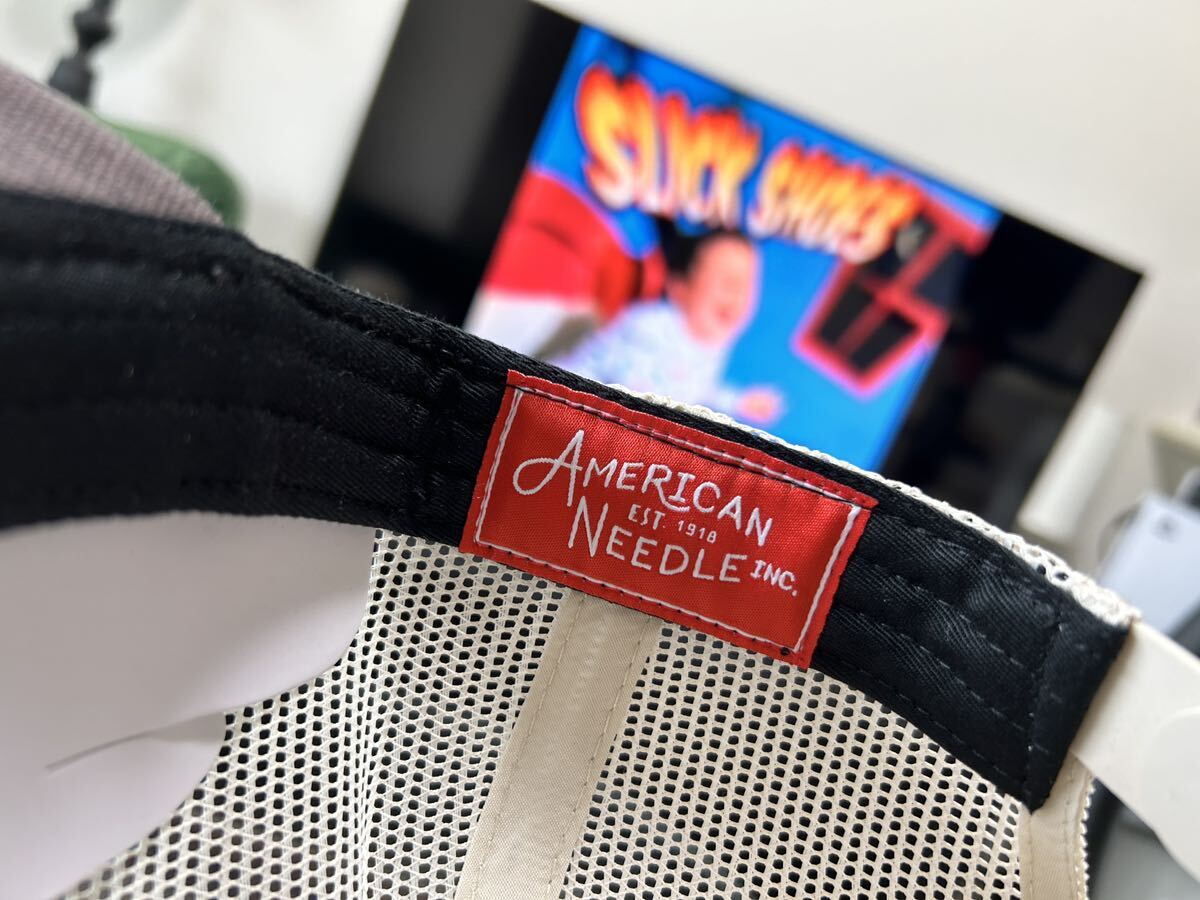 SLICK SHOES
AMERICAN
EST. 1918
NEEDLE INC.